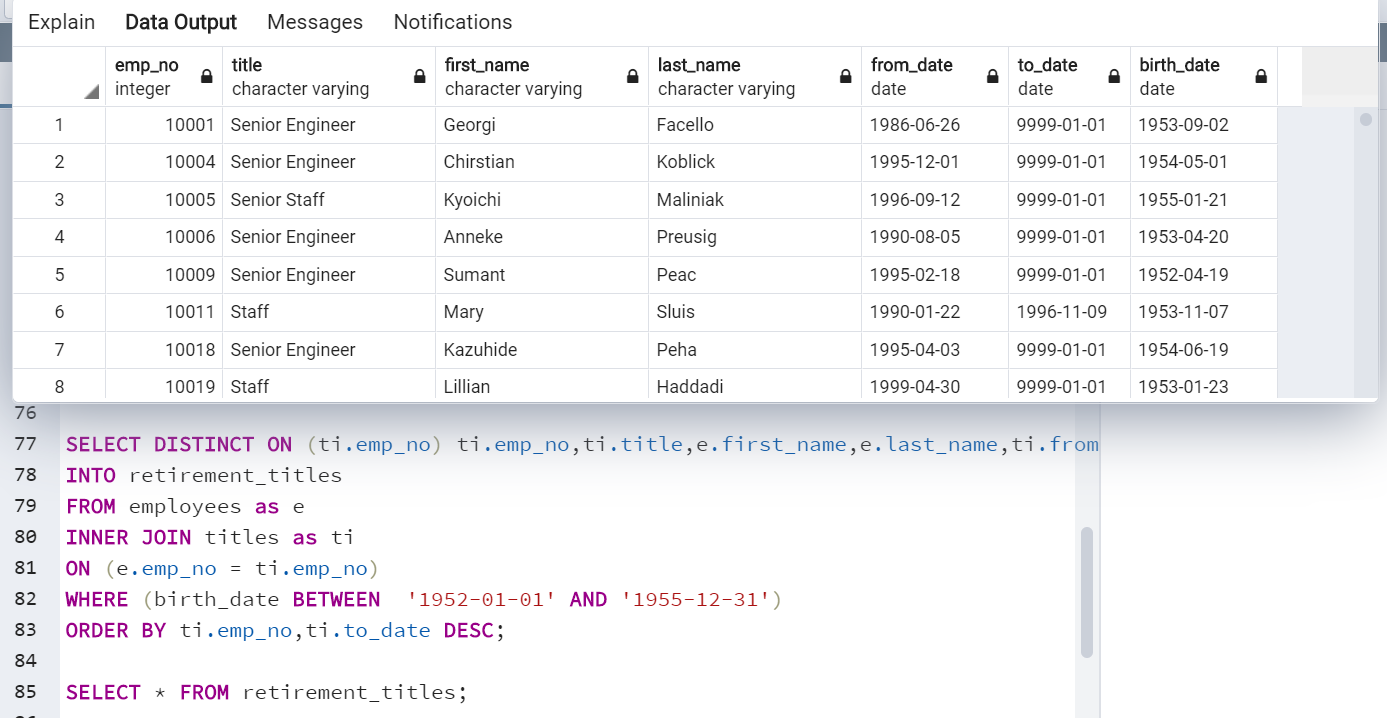 Explain Data Output Messages Notifications
emp_no title first_name last_name from_date to_date birth_date
integer character varying character varying character varying date date date
1 10001 Senior Engineer Georgi Facello 1986-06-26 9999-01-01 1953-09-02
2 10004 Senior Engineer Chirstian Koblick 1995-12-01 9999-01-01 1954-05-01
3 10005 Senior Staff Kyoichi Maliniak 1996-09-12 9999-01-01 1955-01-21
4 10006 Senior Engineer Anneke Preusig 1990-08-05 9999-01-01 1953-04-20
5 10009 Senior Engineer Sumant Peac 1995-02-18 9999-01-01 1952-04-19
6 10011 Staff Mary Sluis 1990-01-22 1996-11-09 1953-11-07
7 10018 Senior Engineer Kazuhide Peha 1995-04-03 9999-01-01 1954-06-19
8 10019 Staff Lillian Haddadi 1999-04-30 9999-01-01 1953-01-23
76
77 SELECT DISTINCT ON (ti.emp_no) ti.emp_no,ti.title,e.first_name,e.last_name,ti.from
78 INTO retirement_titles
79 FROM employees as e
80 INNER JOIN titles as ti
81 ON (e.emp_no = ti.emp_no)
82 WHERE (birth_date BETWEEN  '1952-01-01' AND '1955-12-31')
83 ORDER BY ti.emp_no,ti.to_date DESC;
84
85 SELECT * FROM retirement_titles;